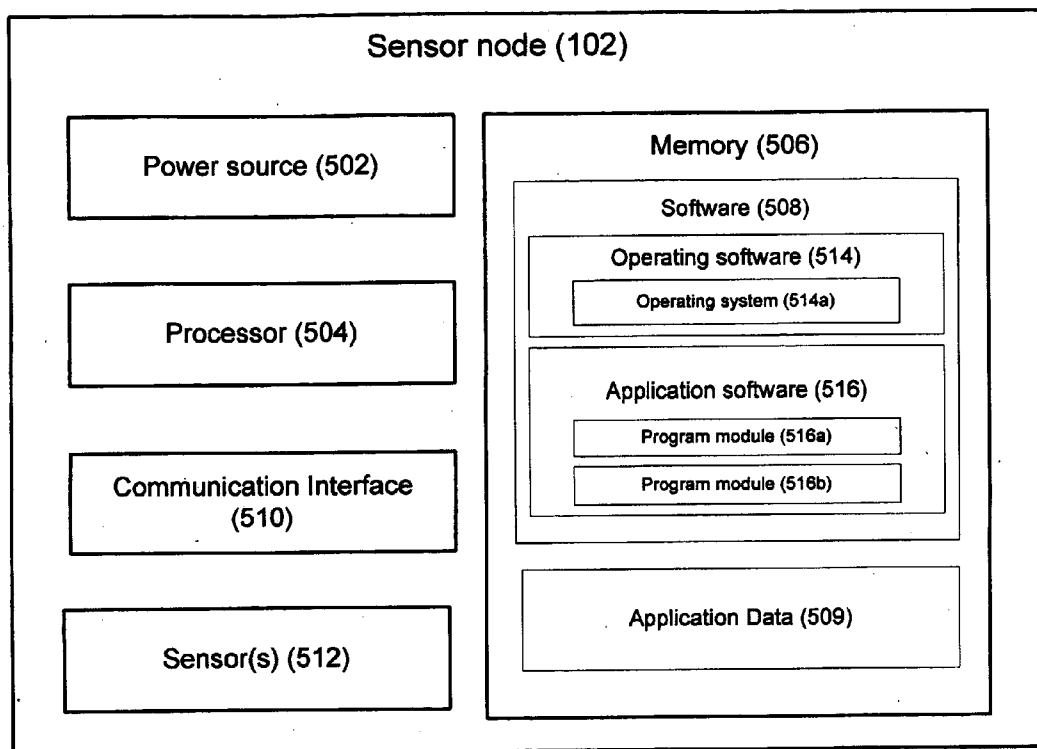 Sensor node (102)
Power source (502)
Processor (504)
Communication Interface
(510)
Sensor(s) (512)
Memory (506)
Software (508)
Operating software (514)
Operating system (514a)
Application software (516)
Program module (516a)
Program module (516b)
Application Data (509)